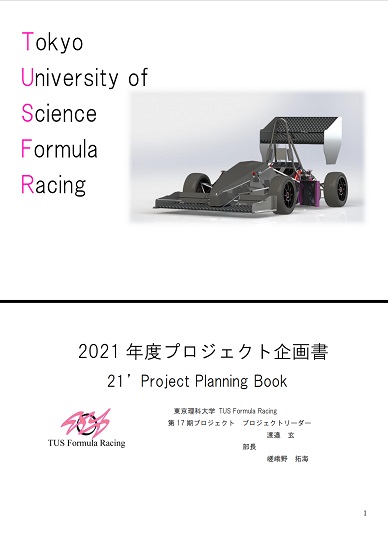 Tokyo
University of
Science
Formula
Racing
2021 年度プロジェクト企画書
21’ Project Planning Book
東京理科大学 TUS Formula Racing
第 17 期プロジェクト プロジェクトリーダー
渡邉 玄
部長
嵯峨野 拓海
TUS Formula Racing
1